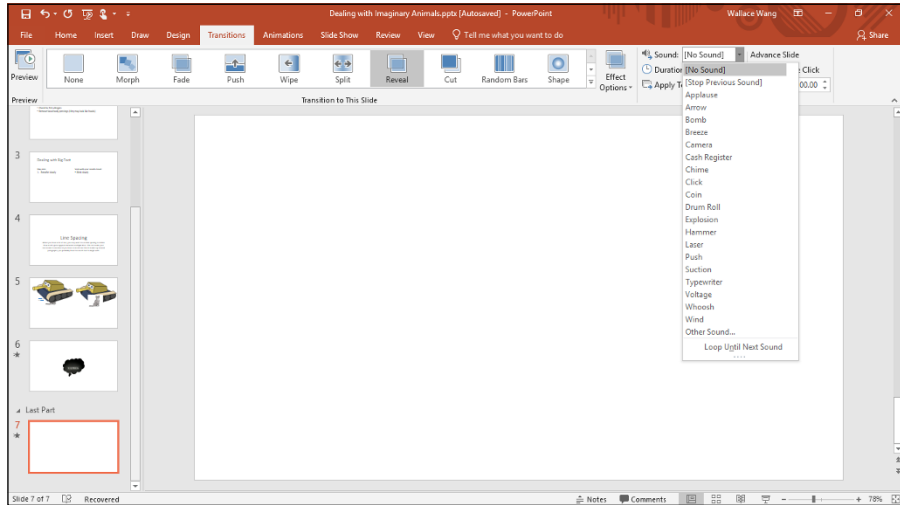 Dealing with Imaginary Animals.pptx [Autosaved] - PowerPoint
Wallace Wang
File Home Insert Draw Design Transitions Animations Slide Show Review View Tell me what you want to do
Share
Preview
None Morph Fade Push Wipe Split Reveal Cut Random Bars Shape
Effect
Options
Sound: [No Sound] Advance Slide
Click
00.00
Preview
Transition to This Slide
[No Sound]
[Stop Previous Sound]
Applause
Arrow
Bomb
Breeze
Camera
Cash Register
Chime
Click
Coin
Drum Roll
Explosion
Hammer
Laser
Push
Suction
Typewriter
Voltage
Whoosh
Wind
Other Sound...
Loop Until Next Sound
3
Dealing with Big Text
4
Line Spacing
5
6
Last Part
7
Slide 7 of 7 Recovered
Notes Comments
78%